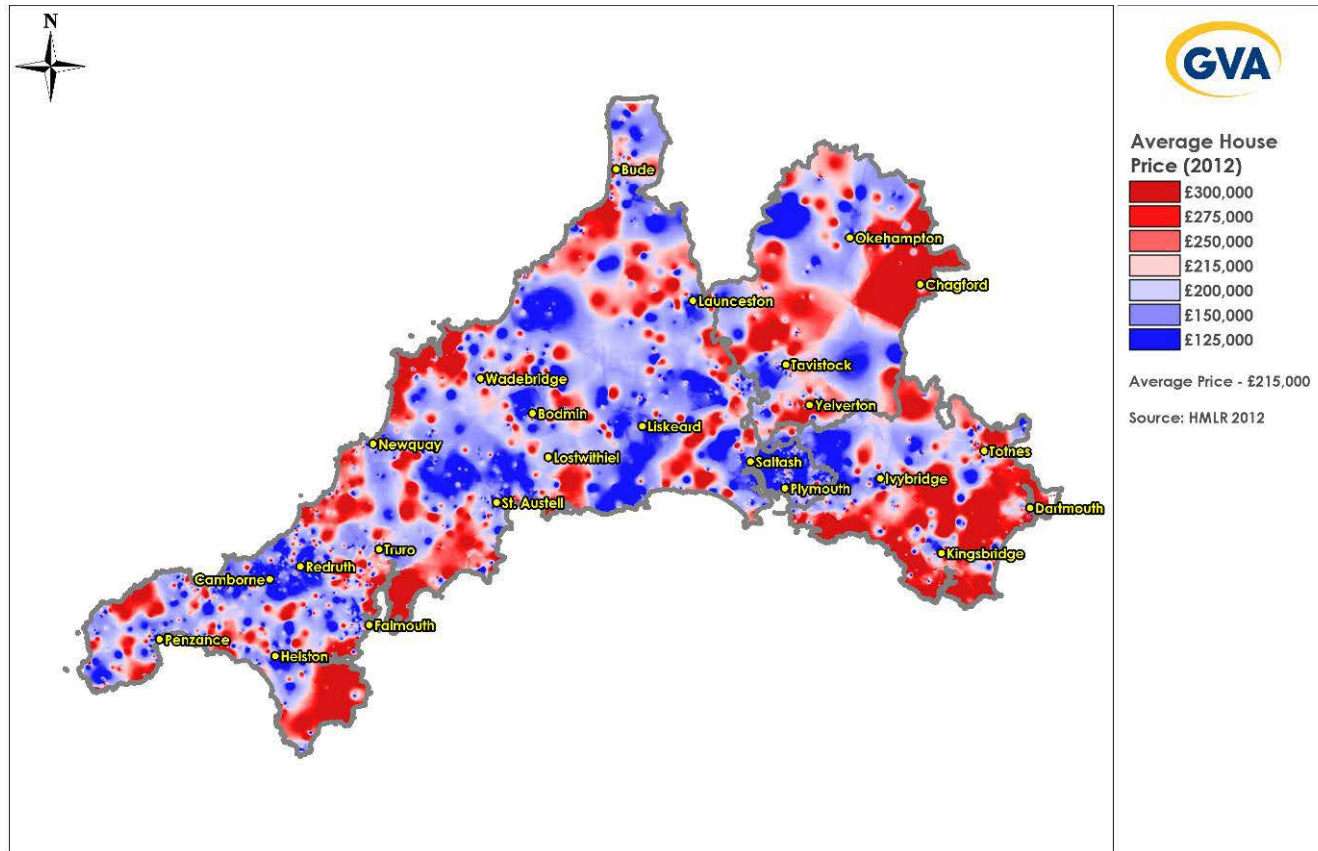 N
Bude
Okehampton
Chagford
Launceston
Tavistock
Wadebridge
Yelverton
Bodmin
Liskeard
Newquay
Totnes
Lostwithiel
Saltash
Ivybridge
Plymouth
St. Austell
Dartmouth
Truro
Kingsbridge
Redruth
Camborne
Falmouth
Penzance
Helston
GVA
Average House
Price (2012)
£300,000
£275,000
£250,000
£215,000
£200,000
£150,000
£125,000
Average Price - £215,000
Source: HMLR 2012